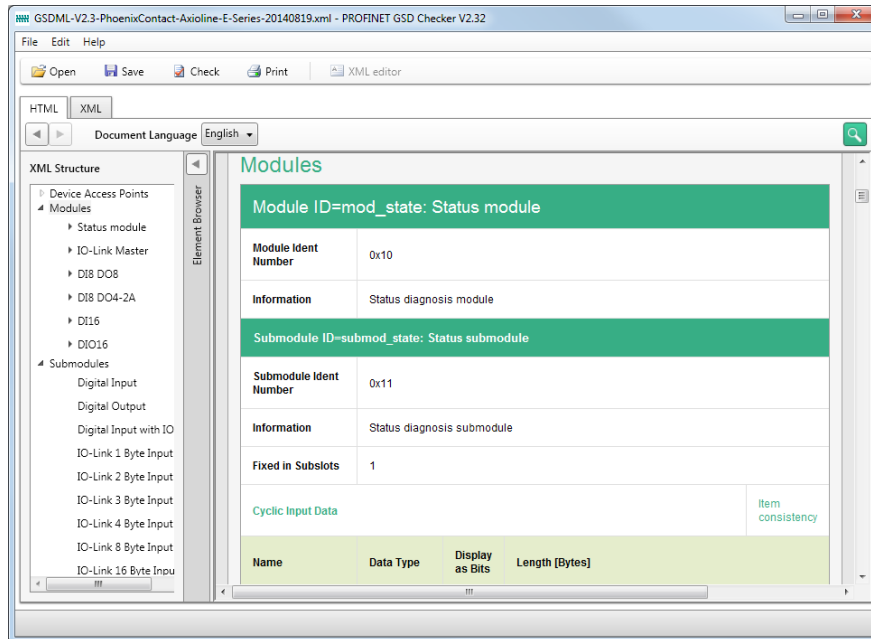 GSDML-V2.3-PhoenixContact-Axioline-E-Series-20140819.xml - PROFINET GSD Checker V2.32
File Edit Help
Open Save Check Print XML editor
HTML XML
Document Language English
XML Structure
Device Access Points
Modules
Status module
IO-Link Master
DI8 DO8
DI8 DO4-2A
DI16
DIO16
Submodules
Digital Input
Digital Output
Digital Input with IO
IO-Link 1 Byte Input
IO-Link 2 Byte Input
IO-Link 3 Byte Input
IO-Link 4 Byte Input
IO-Link 8 Byte Input
IO-Link 16 Byte Inpu
Element Browser
Modules
Module ID=mod_state: Status module
Module Ident
Number
0x10
Information
Status diagnosis module
Submodule ID=submod_state: Status submodule
Submodule Ident
Number
0x11
Information
Status diagnosis submodule
Fixed in Subslots
1
Cyclic Input Data
Item
consistency
Name
Data Type
Display
as Bits
Length [Bytes]